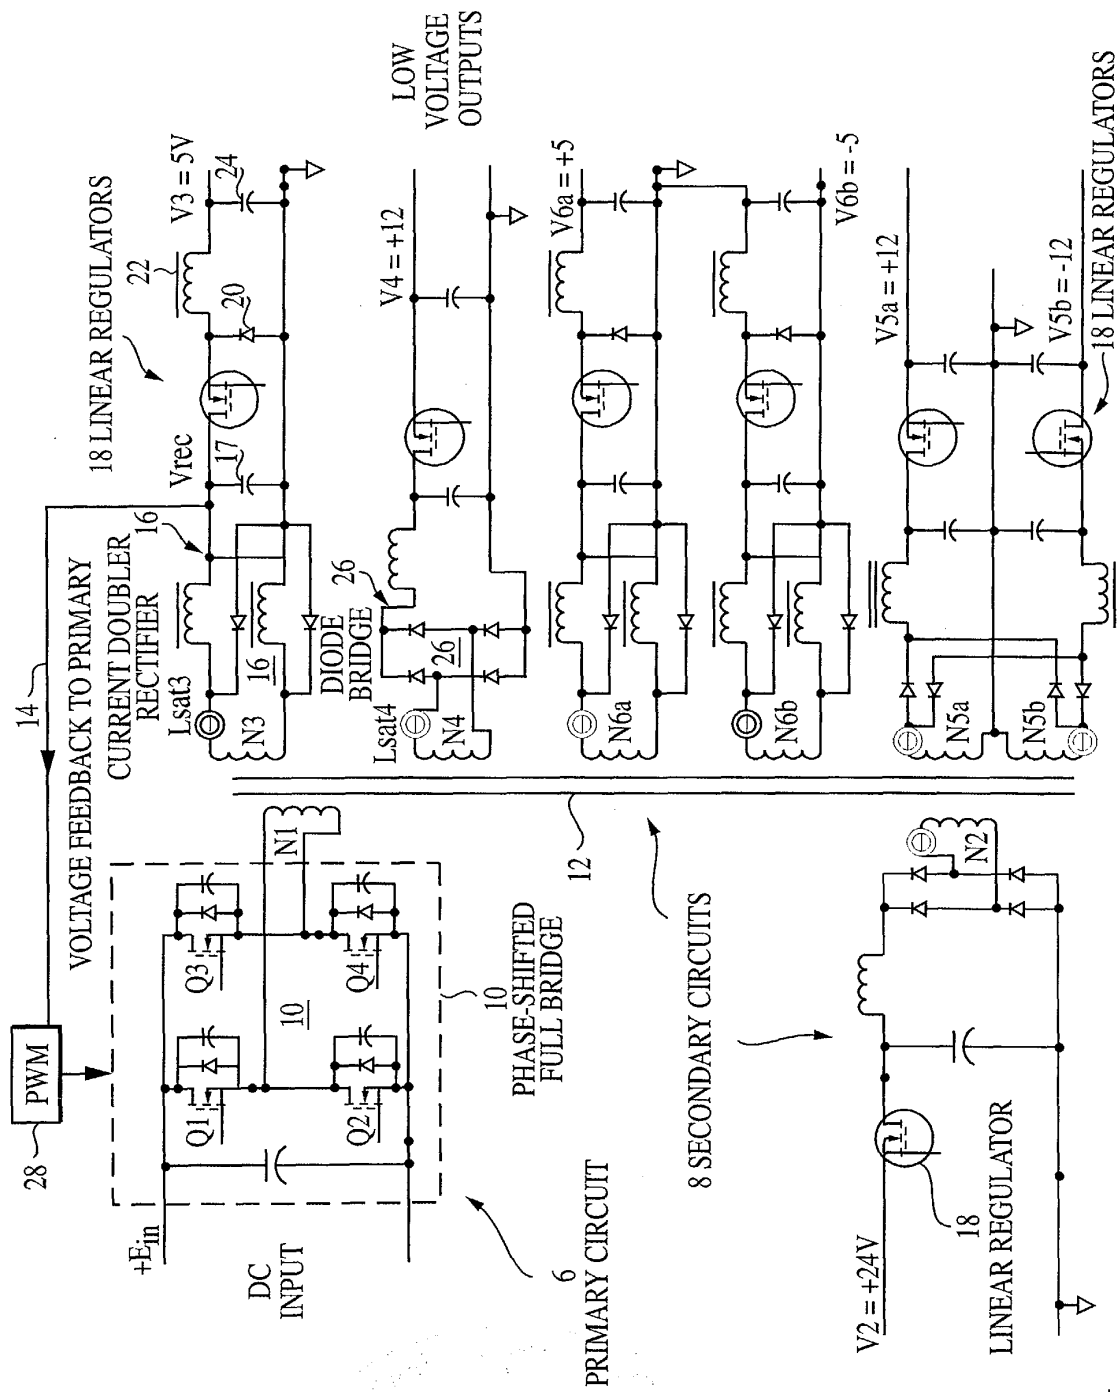 28
PWM
VOLTAGE FEEDBACK TO PRIMARY
14
CURRENT DOUBLER
RECTIFIER
16
Vrec
18 LINEAR REGULATORS
Lsat3
N3
16
17
20
22
V3 = 5V
24
+Ein
DC
INPUT
Q1
Q2
Q3
Q4
10
N1
10
PHASE-SHIFTED
FULL BRIDGE
6
PRIMARY CIRCUIT
12
8 SECONDARY CIRCUITS
DIODE
BRIDGE
26
26
Lsat4
N4
V4 = +12
LOW
VOLTAGE
OUTPUTS
N6a
V6a = +5
N6b
V6b = -5
N5a
N5b
V5a = +12
V5b = -12
18 LINEAR REGULATORS
N2
V2 = +24V
18
LINEAR REGULATOR